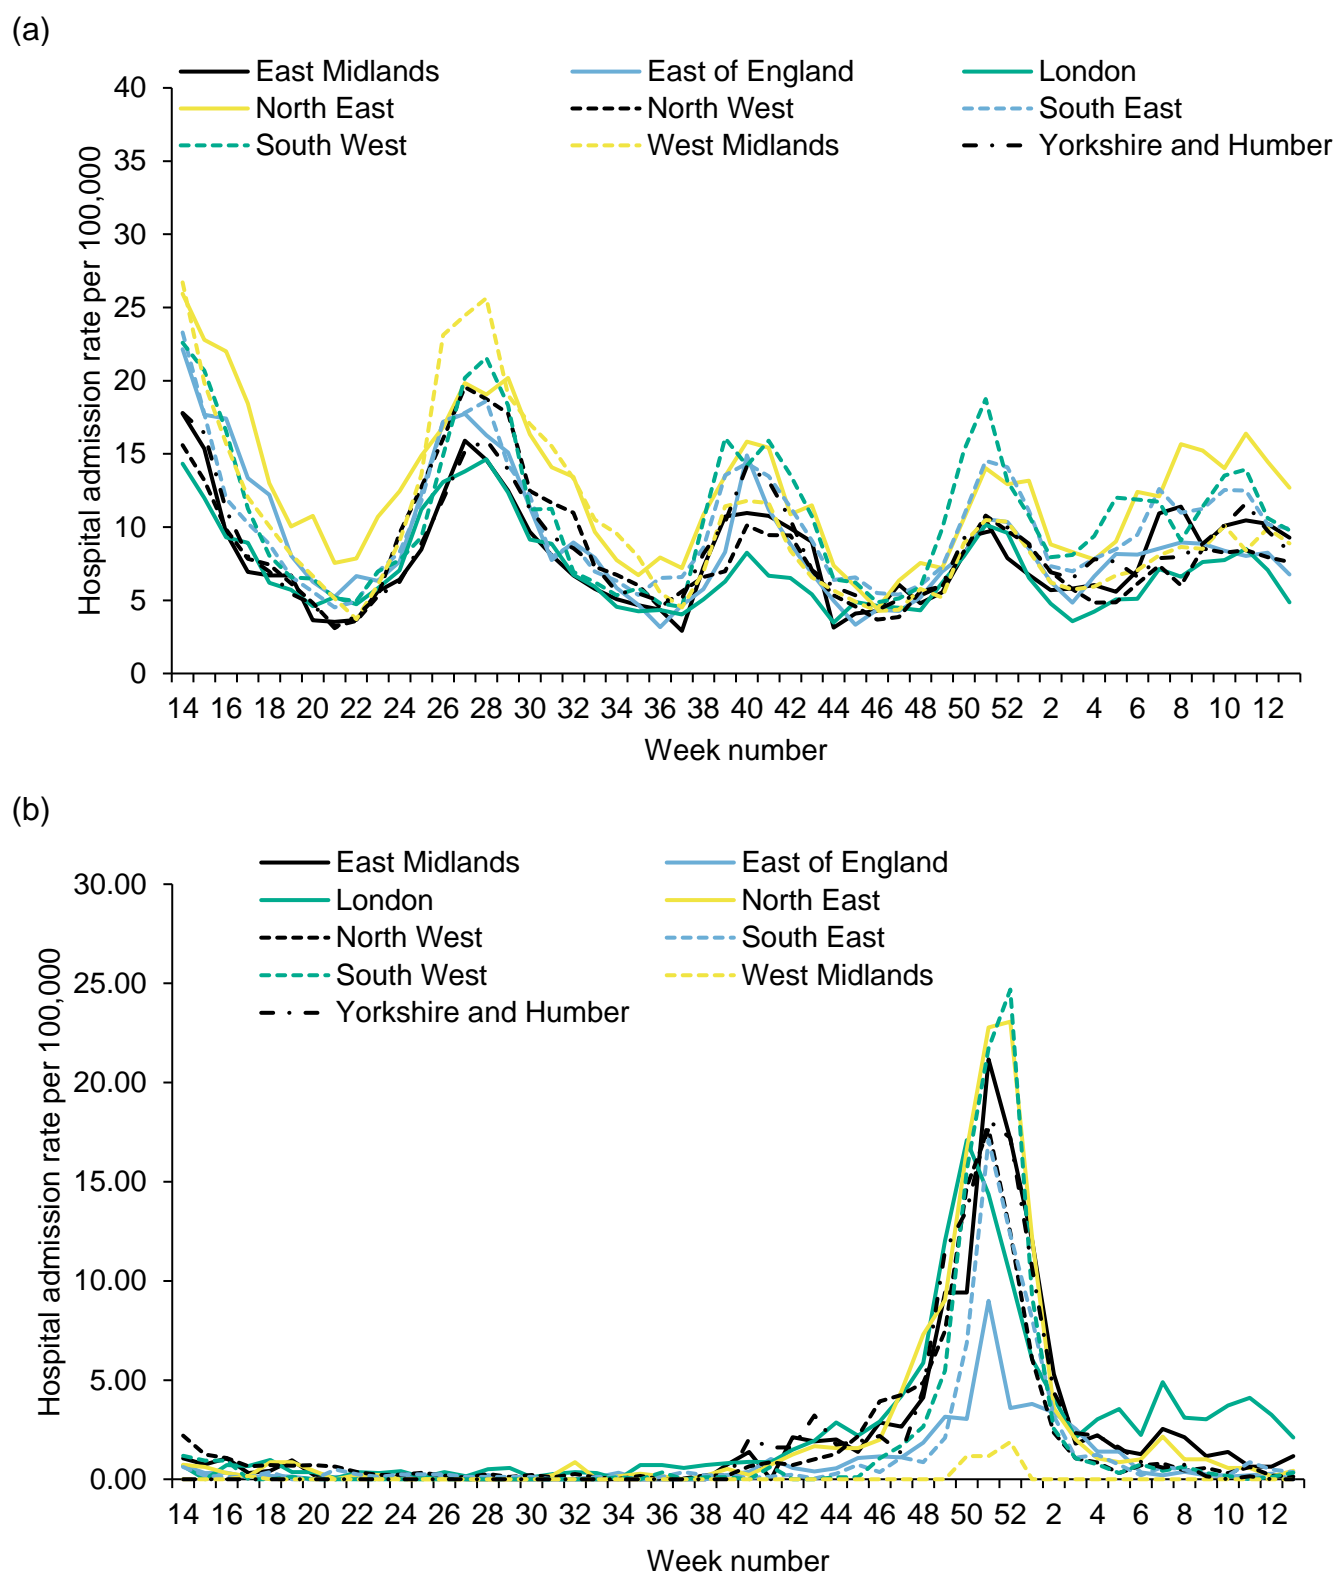 (a)
East Midlands East of England London
North East North West South East
South West West Midlands Yorkshire and Humber
Hospital admission rate per 100,000
40
35
30
25
20
15
10
5
0
14 16 18 20 22 24 26 28 30 32 34 36 38 40 42 44 46 48 50 52 2 4 6 8 10 12
Week number
(b)
East Midlands East of England
London North East
North West South East
South West West Midlands
Yorkshire and Humber
Hospital admission rate per 100,000
30.00
25.00
20.00
15.00
10.00
5.00
0.00
14 16 18 20 22 24 26 28 30 32 34 36 38 40 42 44 46 48 50 52 2 4 6 8 10 12
Week number